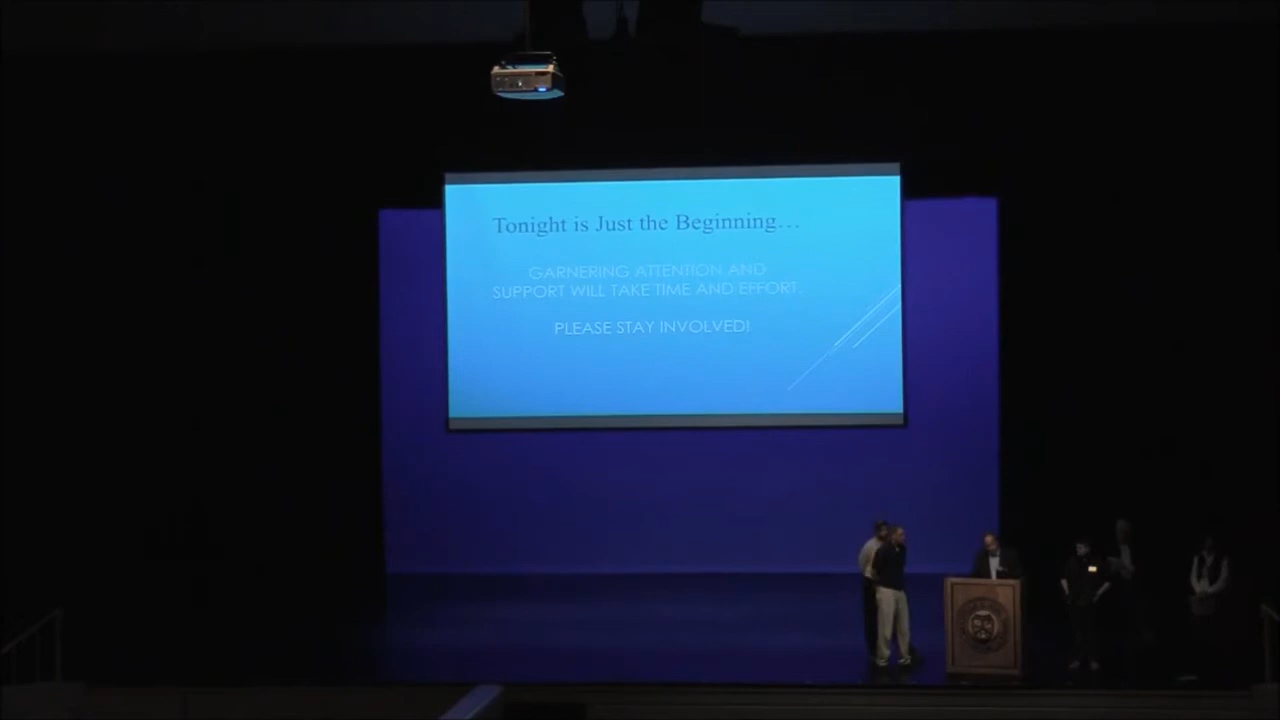 Tonight is Just the Beginning...
GARNERING ATTENTION AND
SUPPORT WILL TAKE TIME AND EFFORT.
PLEASE STAY INVOLVED!